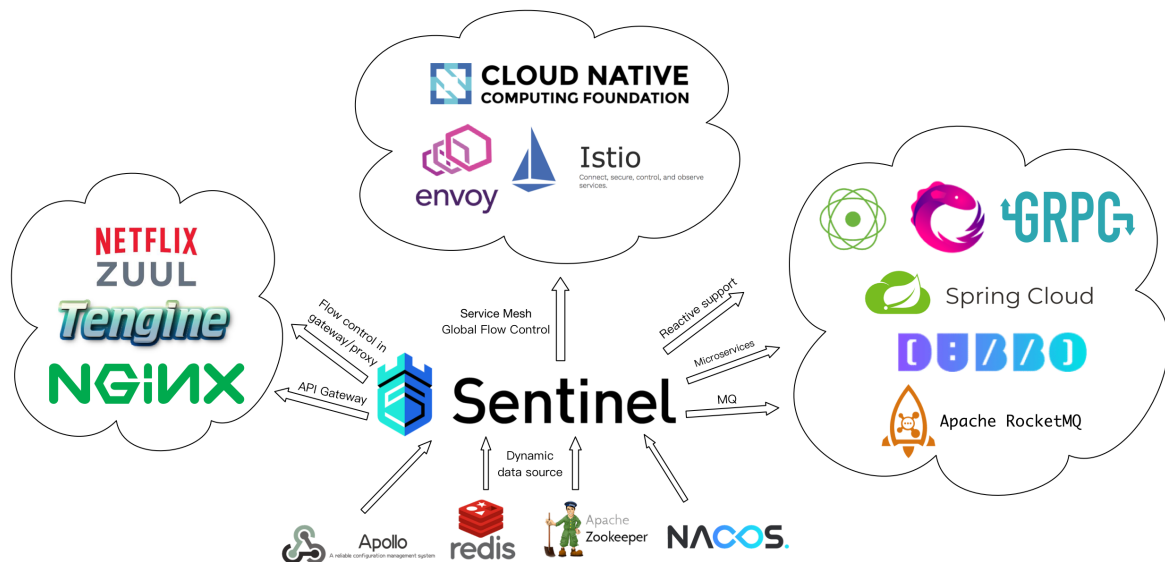 CLOUD NATIVE
COMPUTING FOUNDATION
envoy
Istio
Connect, secure, control, and observe
services.
NETFLIX
ZUUL
Tengine
NGINX
GRPC
Spring Cloud
DUBBO
Apache RocketMQ
Flow control in
gateway/proxy
API Gateway
Service Mesh
Global Flow Control
Reactive support
Microservices
MQ
Sentinel
Dynamic
data source
Apollo
A reliable configuration management system
redis
Apache
Zookeeper
NACOS.